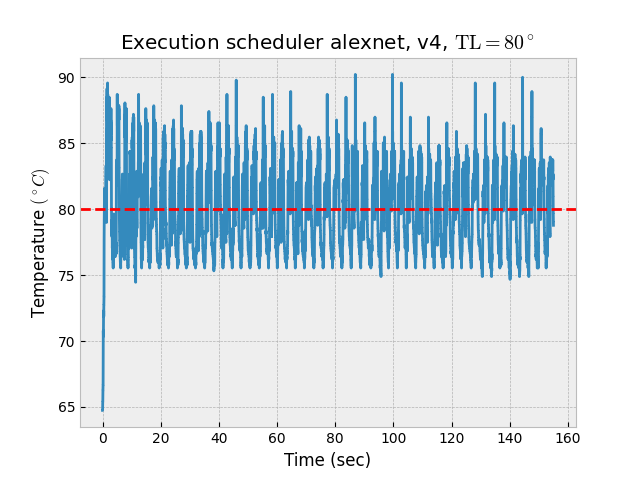 Execution scheduler alexnet, v4, TL = 80°
90
85
80
75
70
65
Temperature (°C)
0 20 40 60 80 100 120 140 160
Time (sec)